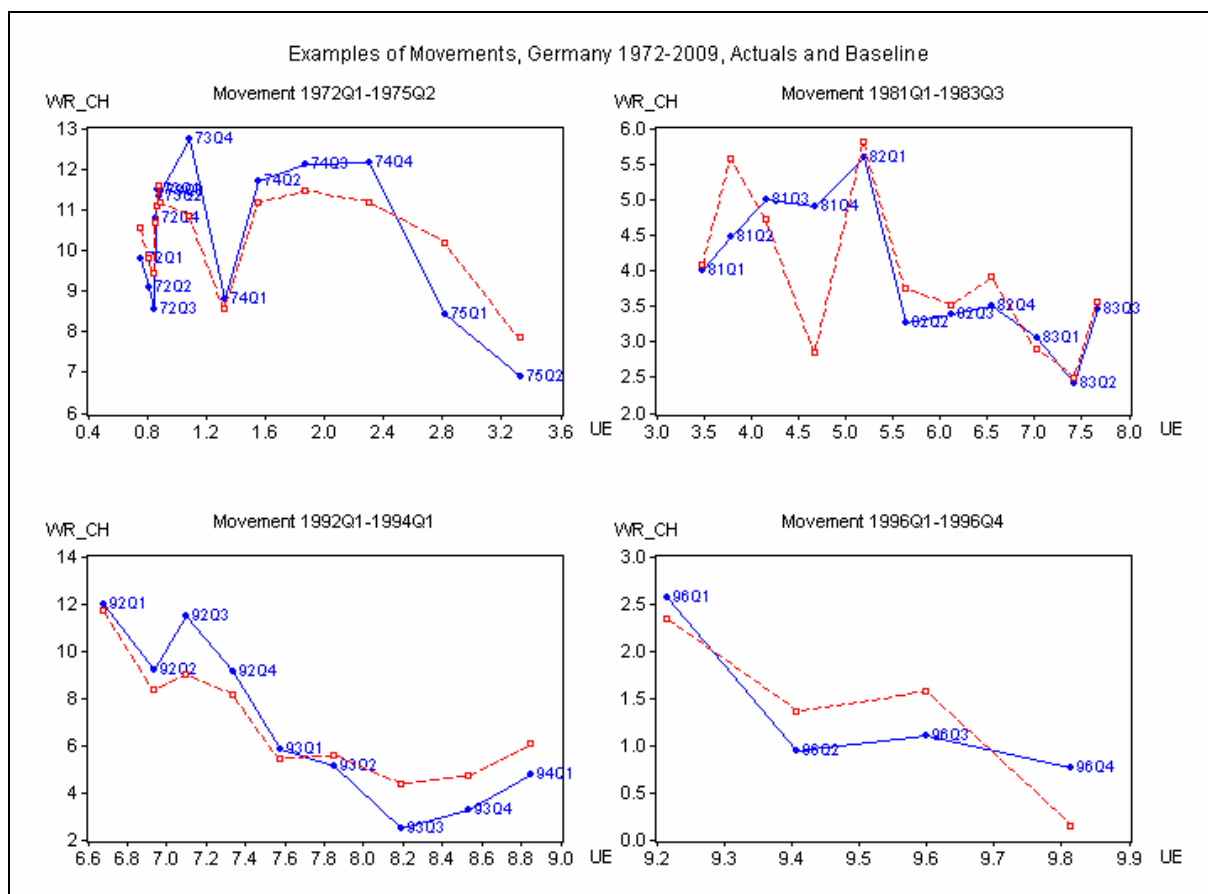 Examples of Movements, Germany 1972-2009, Actuals and Baseline
WR_CH
Movement 1972Q1-1975Q2
13
12
11
10
9
8
7
6
73Q4
73Q2
72Q4
72Q1
72Q2
72Q3
74Q1
74Q2
74Q3
74Q4
75Q1
75Q2
0.4 0.8 1.2 1.6 2.0 2.4 2.8 3.2 3.6 UE
WR_CH
Movement 1981Q1-1983Q3
6.0
5.5
5.0
4.5
4.0
3.5
3.0
2.5
2.0
81Q1
81Q2
81Q3
81Q4
82Q1
82Q2
82Q3
82Q4
83Q1
83Q2
83Q3
3.0 3.5 4.0 4.5 5.0 5.5 6.0 6.5 7.0 7.5 8.0 UE
WR_CH
Movement 1992Q1-1994Q1
14
12
10
8
6
4
2
92Q1
92Q2
92Q3
92Q4
93Q1
93Q2
93Q3
93Q4
94Q1
6.6 6.8 7.0 7.2 7.4 7.6 7.8 8.0 8.2 8.4 8.6 8.8 9.0 UE
WR_CH
Movement 1996Q1-1996Q4
3.0
2.5
2.0
1.5
1.0
0.5
0.0
96Q1
96Q2
96Q3
96Q4
9.2 9.3 9.4 9.5 9.6 9.7 9.8 9.9 UE